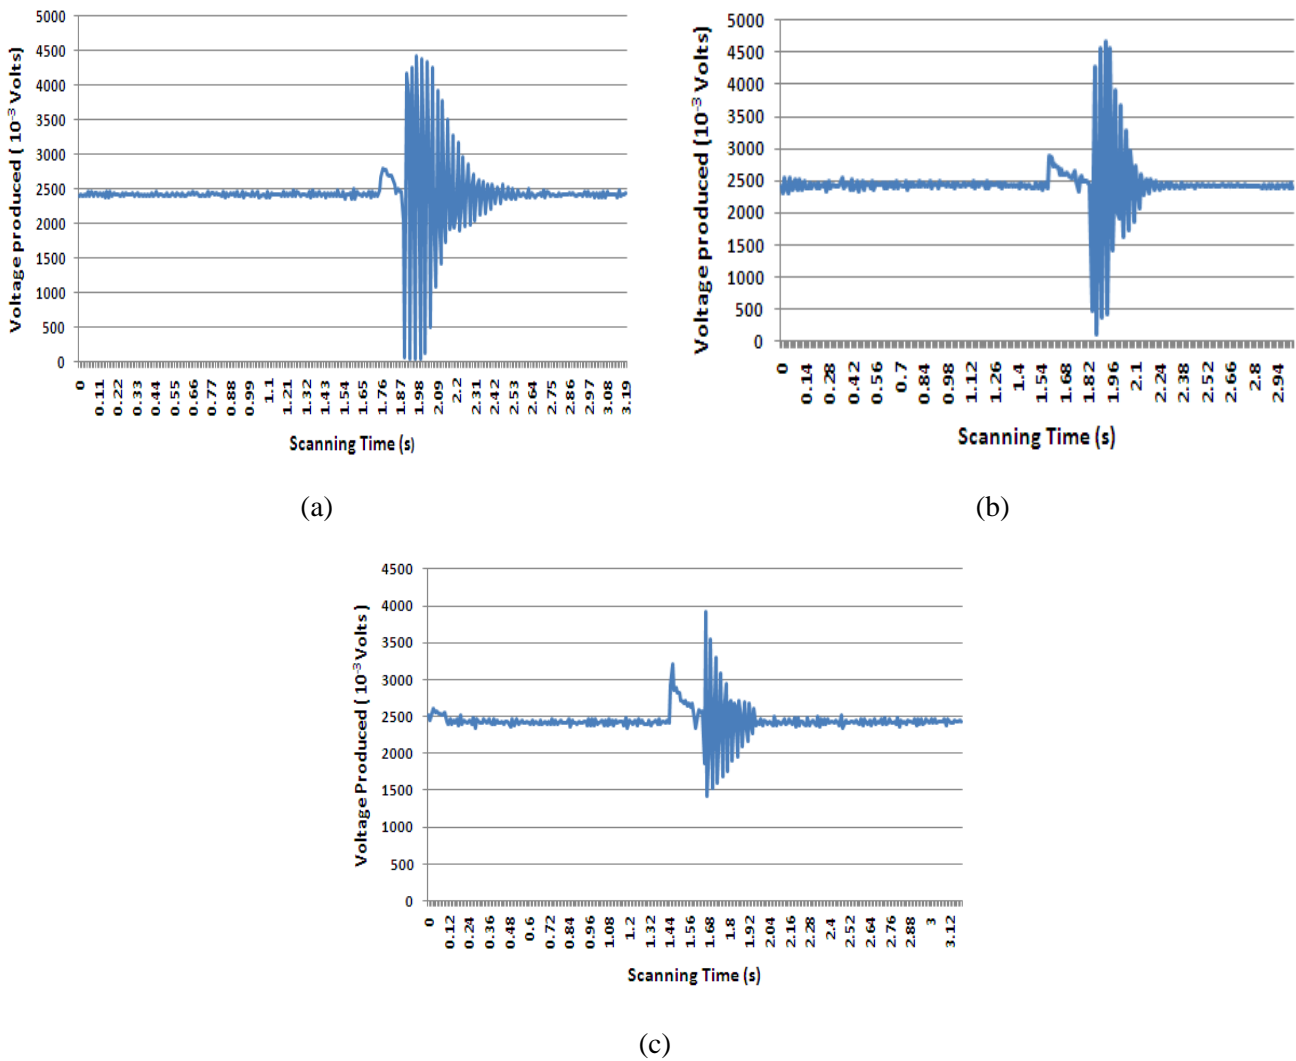 5000
4500
4000
3500
3000
2500
2000
1500
1000
500
0
Voltage produced ( 10-3 Volts)
0 0.11 0.22 0.33 0.44 0.55 0.66 0.77 0.88 0.99 1.1 1.21 1.32 1.43 1.54 1.65 1.76 1.87 1.98 2.09 2.2 2.31 2.42 2.53 2.64 2.75 2.86 2.97 3.08 3.19
Scanning Time (s)
(a)
5000
4500
4000
3500
3000
2500
2000
1500
1000
500
0
Voltage produced (10-3 Volts)
0 0.14 0.28 0.42 0.56 0.7 0.84 0.98 1.12 1.26 1.4 1.54 1.68 1.82 1.96 2.1 2.24 2.38 2.52 2.66 2.8 2.94
Scanning Time (s)
(b)
4500
4000
3500
3000
2500
2000
1500
1000
500
0
Voltage Produced ( 10-3 Volts )
0 0.12 0.24 0.36 0.48 0.6 0.72 0.84 0.96 1.08 1.2 1.32 1.44 1.56 1.68 1.8 1.92 2.04 2.16 2.28 2.4 2.52 2.64 2.76 2.88 3 3.12
Scanning Time (s)
(c)